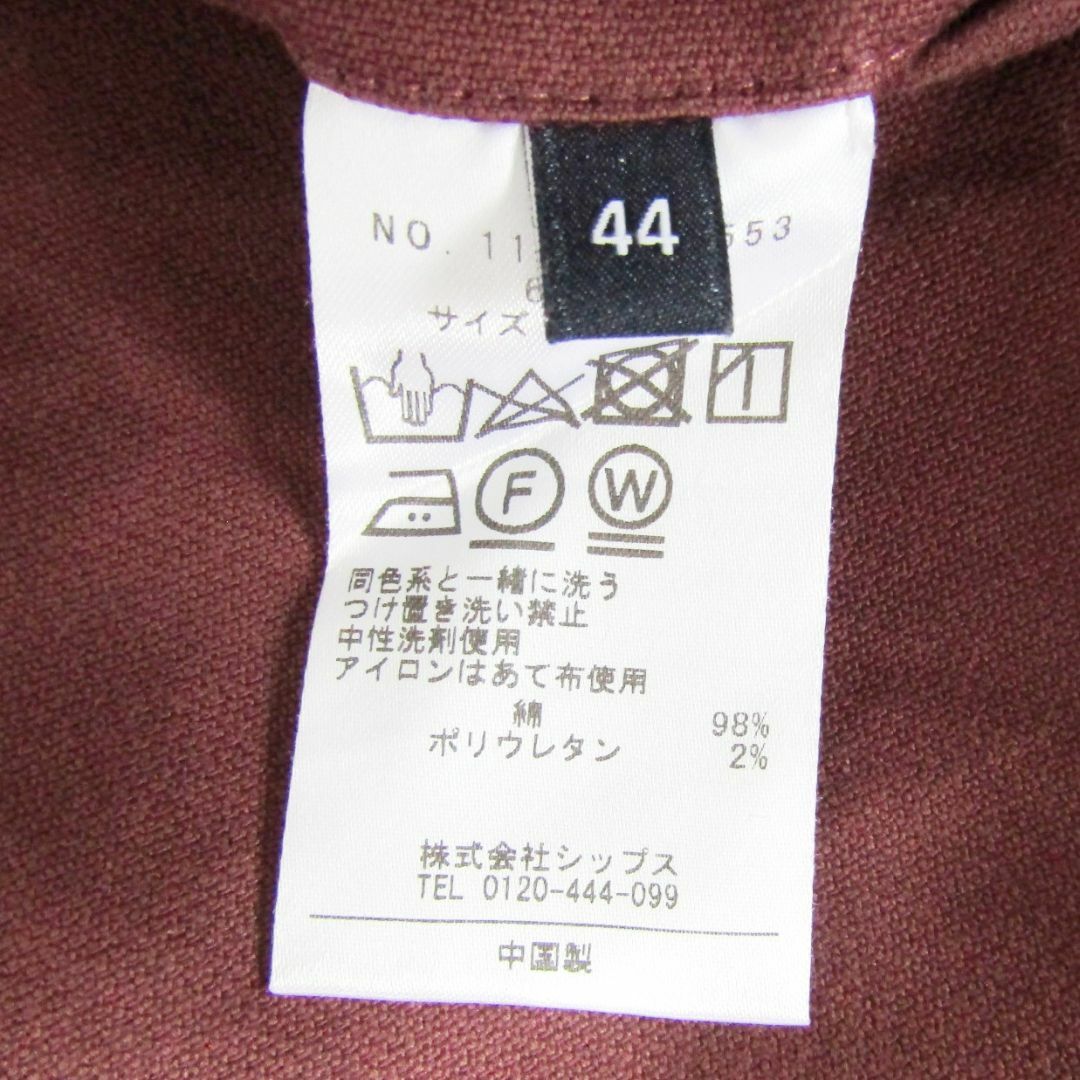 44
NO. 11 553
6
サイズ
F W
同色系と一緒に洗う
つけ置き洗い禁止
中性洗剤使用
アイロンはあて布使用
綿 98%
ポリウレタン 2%
株式会社シップス
TEL 0120-444-099
中国製